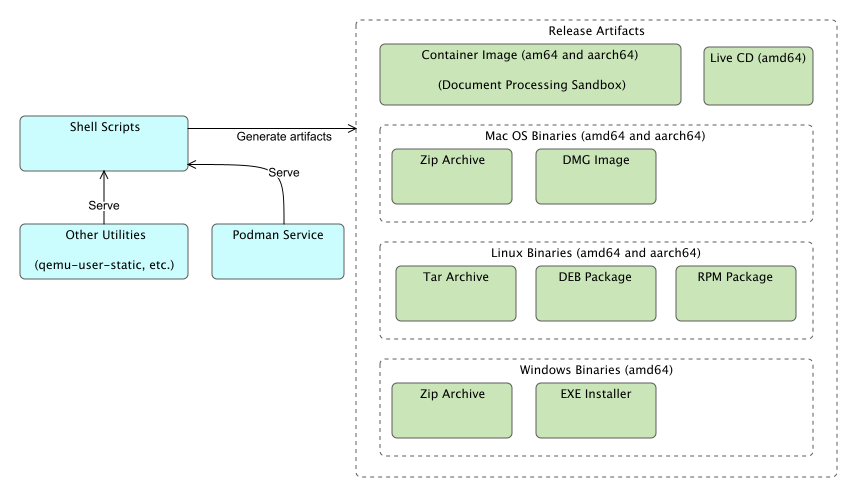 Release Artifacts
Container Image (am64 and aarch64)
(Document Processing Sandbox)
Live CD (amd64)
Shell Scripts
Generate artifacts
Mac OS Binaries (amd64 and aarch64)
Zip Archive
DMG Image
Serve
Serve
Other Utilities
(qemu-user-static, etc.)
Podman Service
Linux Binaries (amd64 and aarch64)
Tar Archive
DEB Package
RPM Package
Windows Binaries (amd64)
Zip Archive
EXE Installer